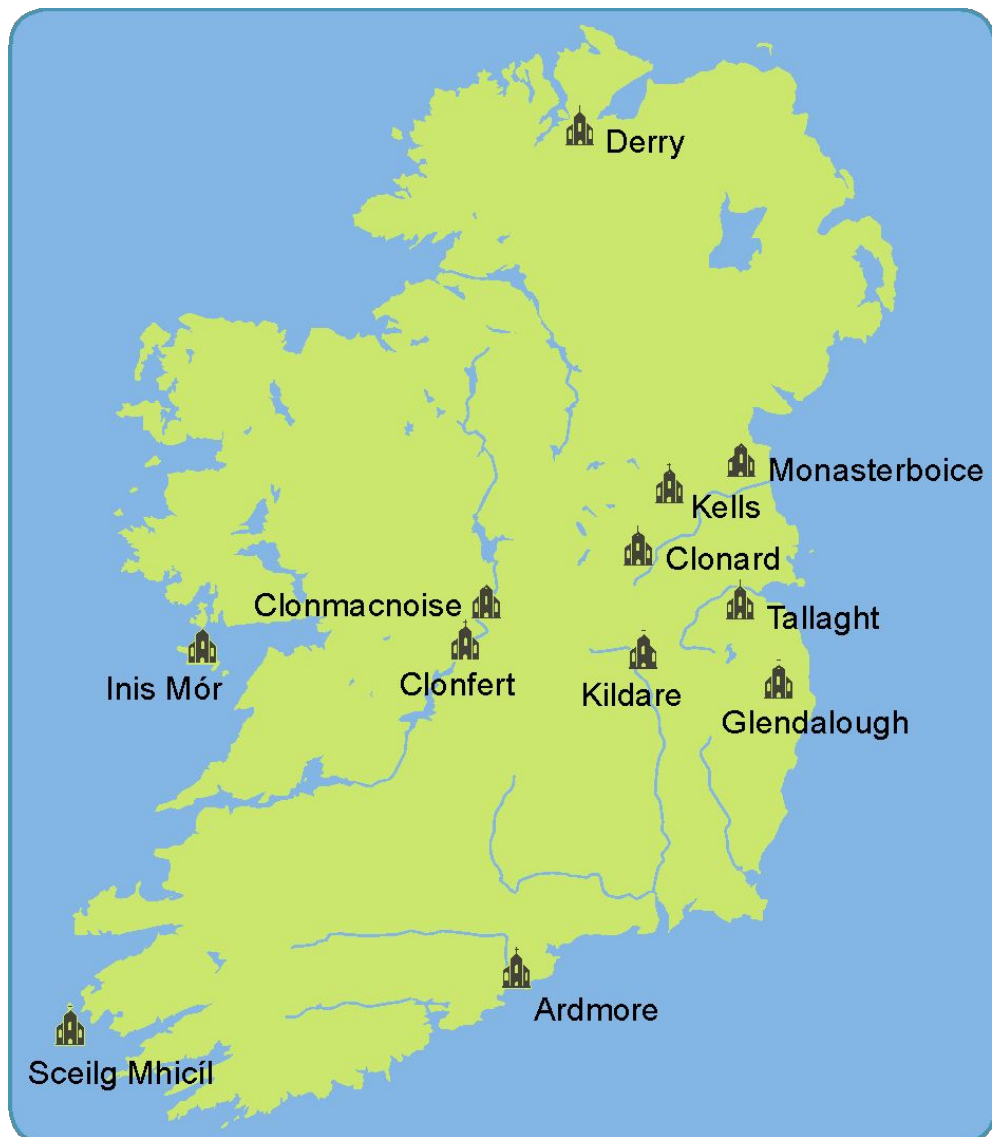 Derry
Monasterboice
Kells
Clonard
Clonmacnoise
Tallaght
Inis Mór
Clonfert
Kildare
Glendalough
Ardmore
Sceilg Mhicíl